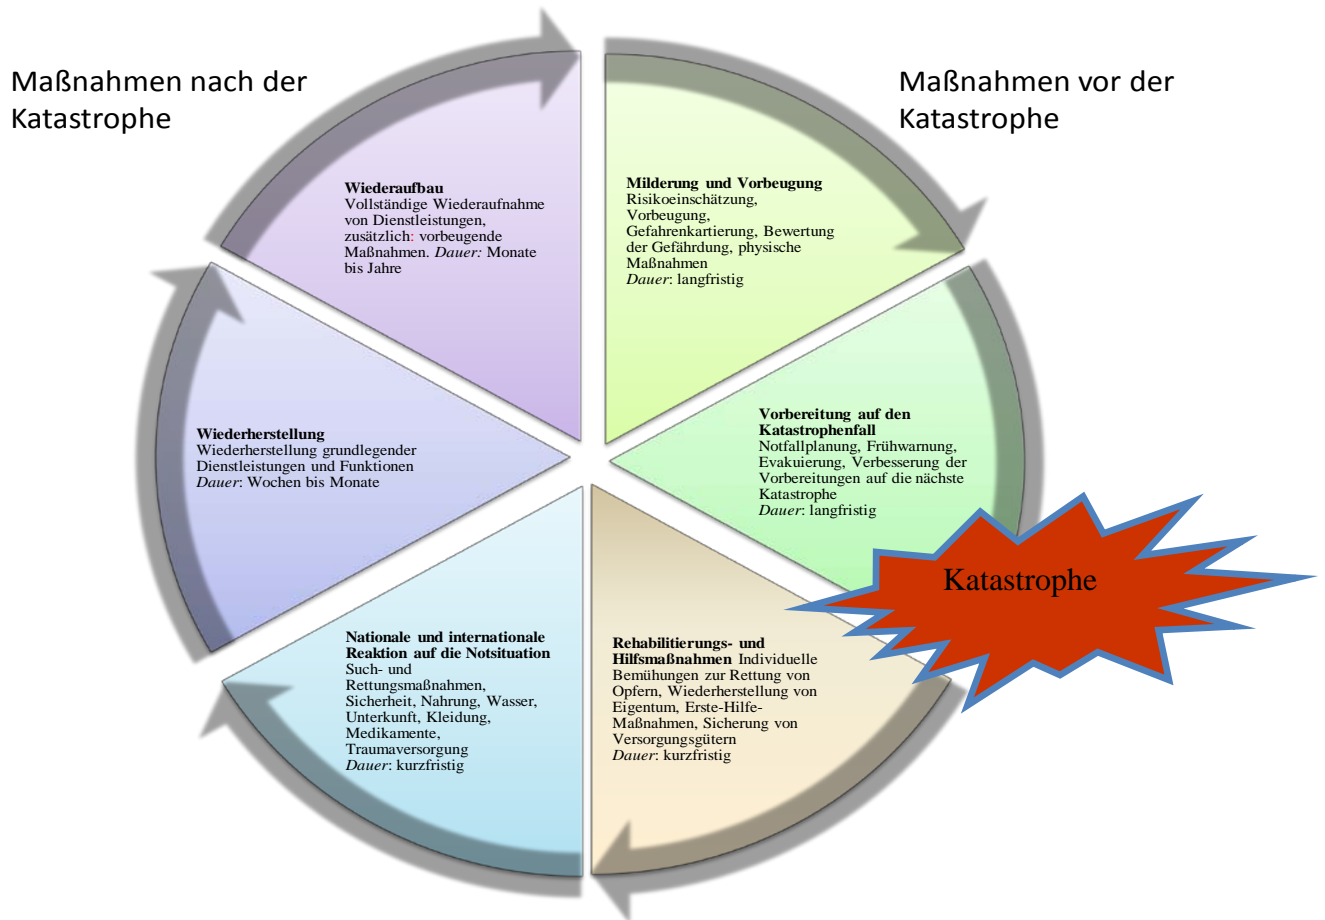 Maßnahmen nach der
Katastrophe
Maßnahmen vor der
Katastrophe
Milderung und Vorbeugung
Risikoeinschätzung,
Vorbeugung,
Gefahrenkartierung, Bewertung
der Gefährdung, physische
Maßnahmen
Dauer: langfristig
Vorbereitung auf den
Katastrophenfall
Notfallplanung, Frühwarnung,
Evakuierung, Verbesserung der
Vorbereitungen auf die nächste
Katastrophe
Dauer: langfristig
Katastrophe
Rehabilitierungs- und
Hilfsmaßnahmen Individuelle
Bemühungen zur Rettung von
Opfern, Wiederherstellung von
Eigentum, Erste-Hilfe-
Maßnahmen, Sicherung von
Versorgungsgütern
Dauer: kurzfristig
Nationale und internationale
Reaktion auf die Notsituation
Such- und
Rettungsmaßnahmen,
Sicherheit, Nahrung, Wasser,
Unterkunft, Kleidung,
Medikamente,
Traumaversorgung
Dauer: kurzfristig
Wiederherstellung
Wiederherstellung grundlegender
Dienstleistungen und Funktionen
Dauer: Wochen bis Monate
Wiederaufbau
Vollständige Wiederaufnahme
von Dienstleistungen,
zusätzlich: vorbeugende
Maßnahmen. Dauer: Monate
bis Jahre